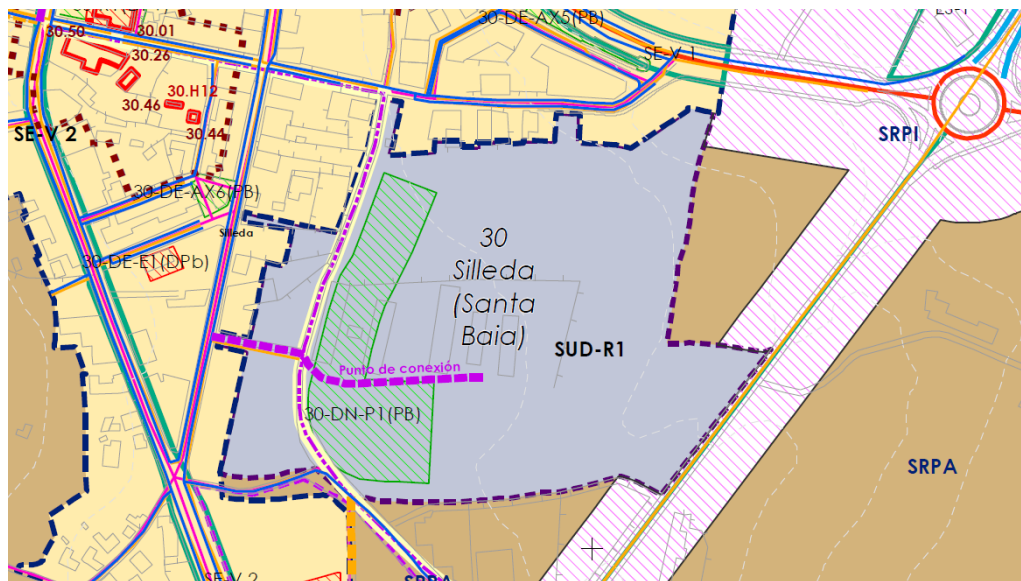 30-DE-AX5(PB)
30.50
30.01
30.26
SE-V 1
30.H12
30.46
30.44
SE-V 2
SRPI
30-DE-AX6(PB)
Silleda
30
Silleda
(Santa
Baia)
30-DE-E1(DPb)
SUD-R1
Punto de conexión
30-DN-P1(PB)
SRPA
SE-V 2
SRPA